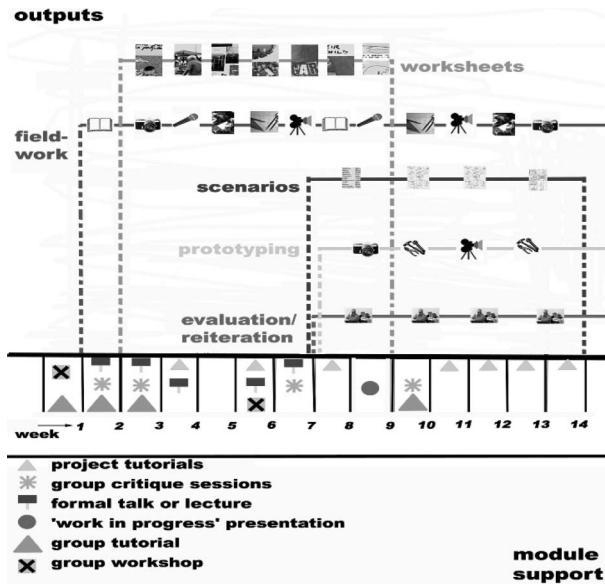 outputs
worksheets
field-
work
scenarios
prototyping
evaluation/
reiteration
week 1 2 3 4 5 6 7 8 9 10 11 12 13 14
project tutorials
group critique sessions
formal talk or lecture
'work in progress' presentation
group tutorial
group workshop
module
support